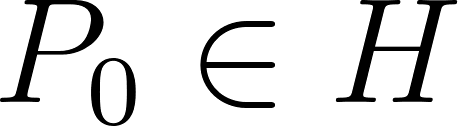 P₀ ∈ H